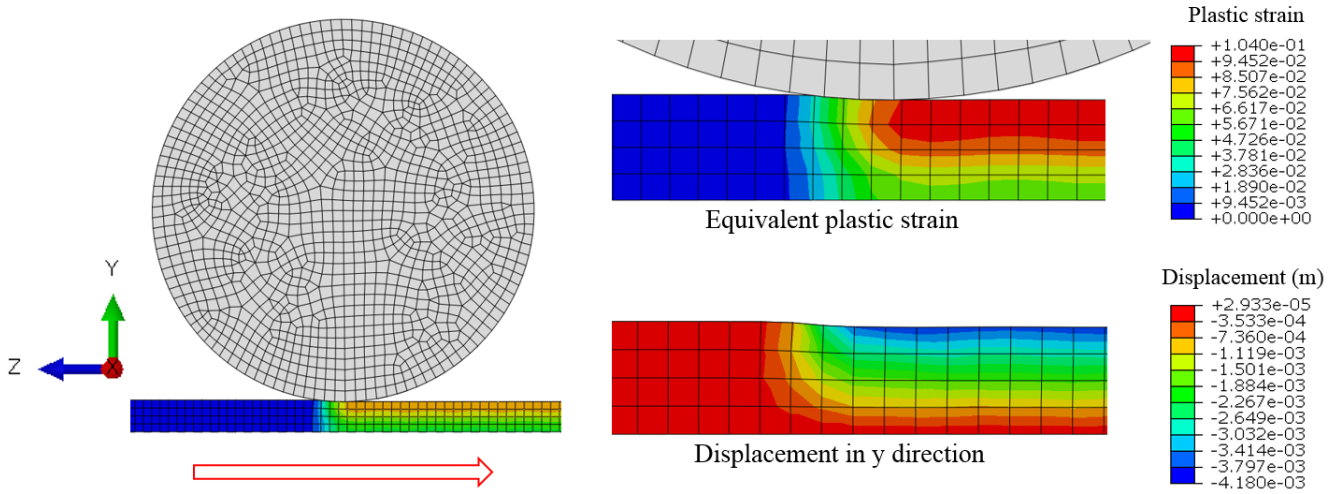 Plastic strain
+1.040e-01
+9.452e-02
+8.507e-02
+7.562e-02
+6.617e-02
+5.671e-02
+4.726e-02
+3.781e-02
+2.836e-02
+1.890e-02
+9.452e-03
+0.000e+00
Equivalent plastic strain
Y
Z
X
Displacement (m)
+2.933e-05
-3.533e-04
-7.360e-04
-1.119e-03
-1.501e-03
-1.884e-03
-2.267e-03
-2.649e-03
-3.032e-03
-3.414e-03
-3.797e-03
-4.180e-03
Displacement in y direction